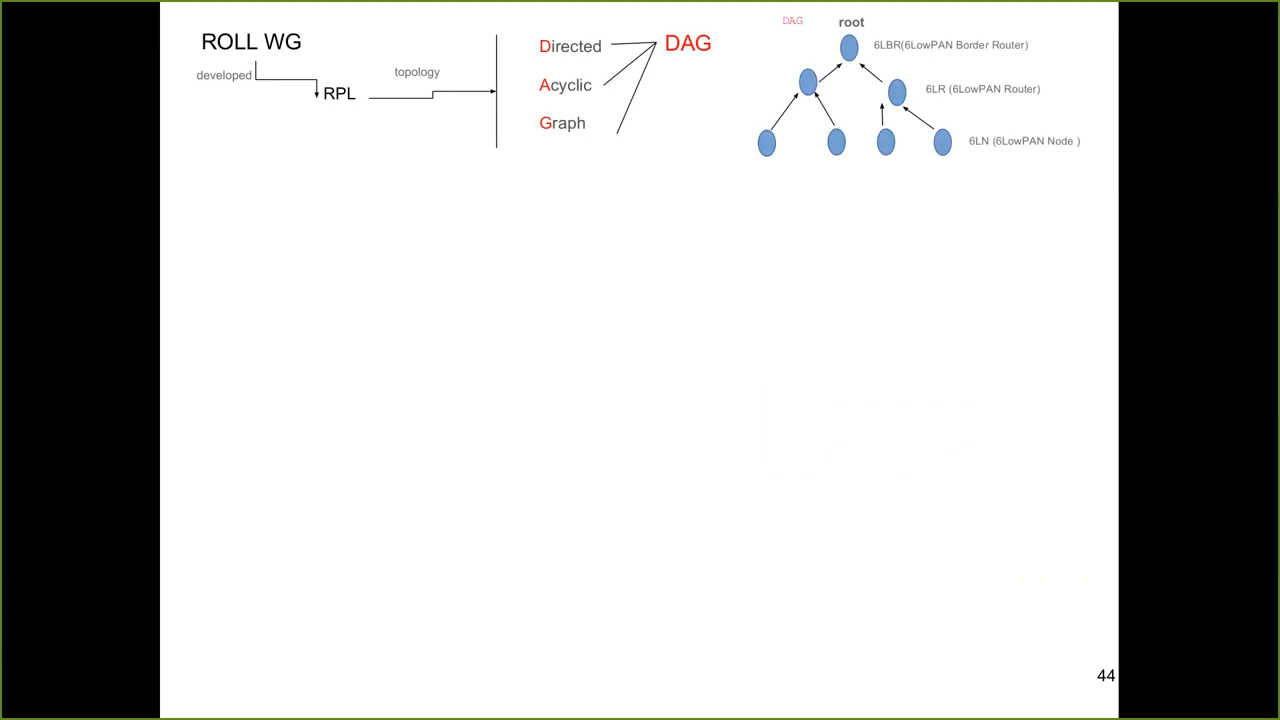 ROLL WG
developed
RPL
topology
Directed
Acyclic
Graph
DAG
DAG
root
6LBR(6LowPAN Border Router)
6LR (6LowPAN Router)
6LN (6LowPAN Node )
44